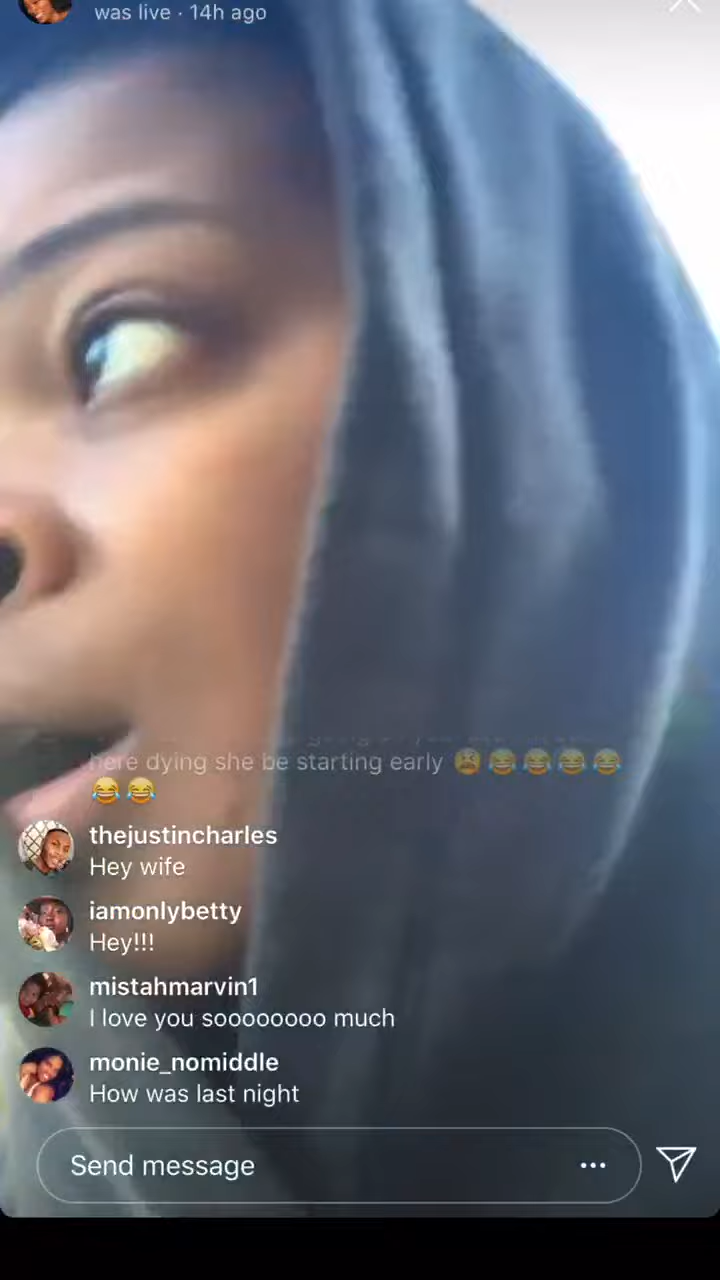 was live · 14h ago
here dying she be starting early 😫😂😂😂😂
😂😂
thejustincharles
Hey wife
iamonlybetty
Hey!!!
mistahmarvin1
I love you soooooooo much
monie_nomiddle
How was last night
Send message